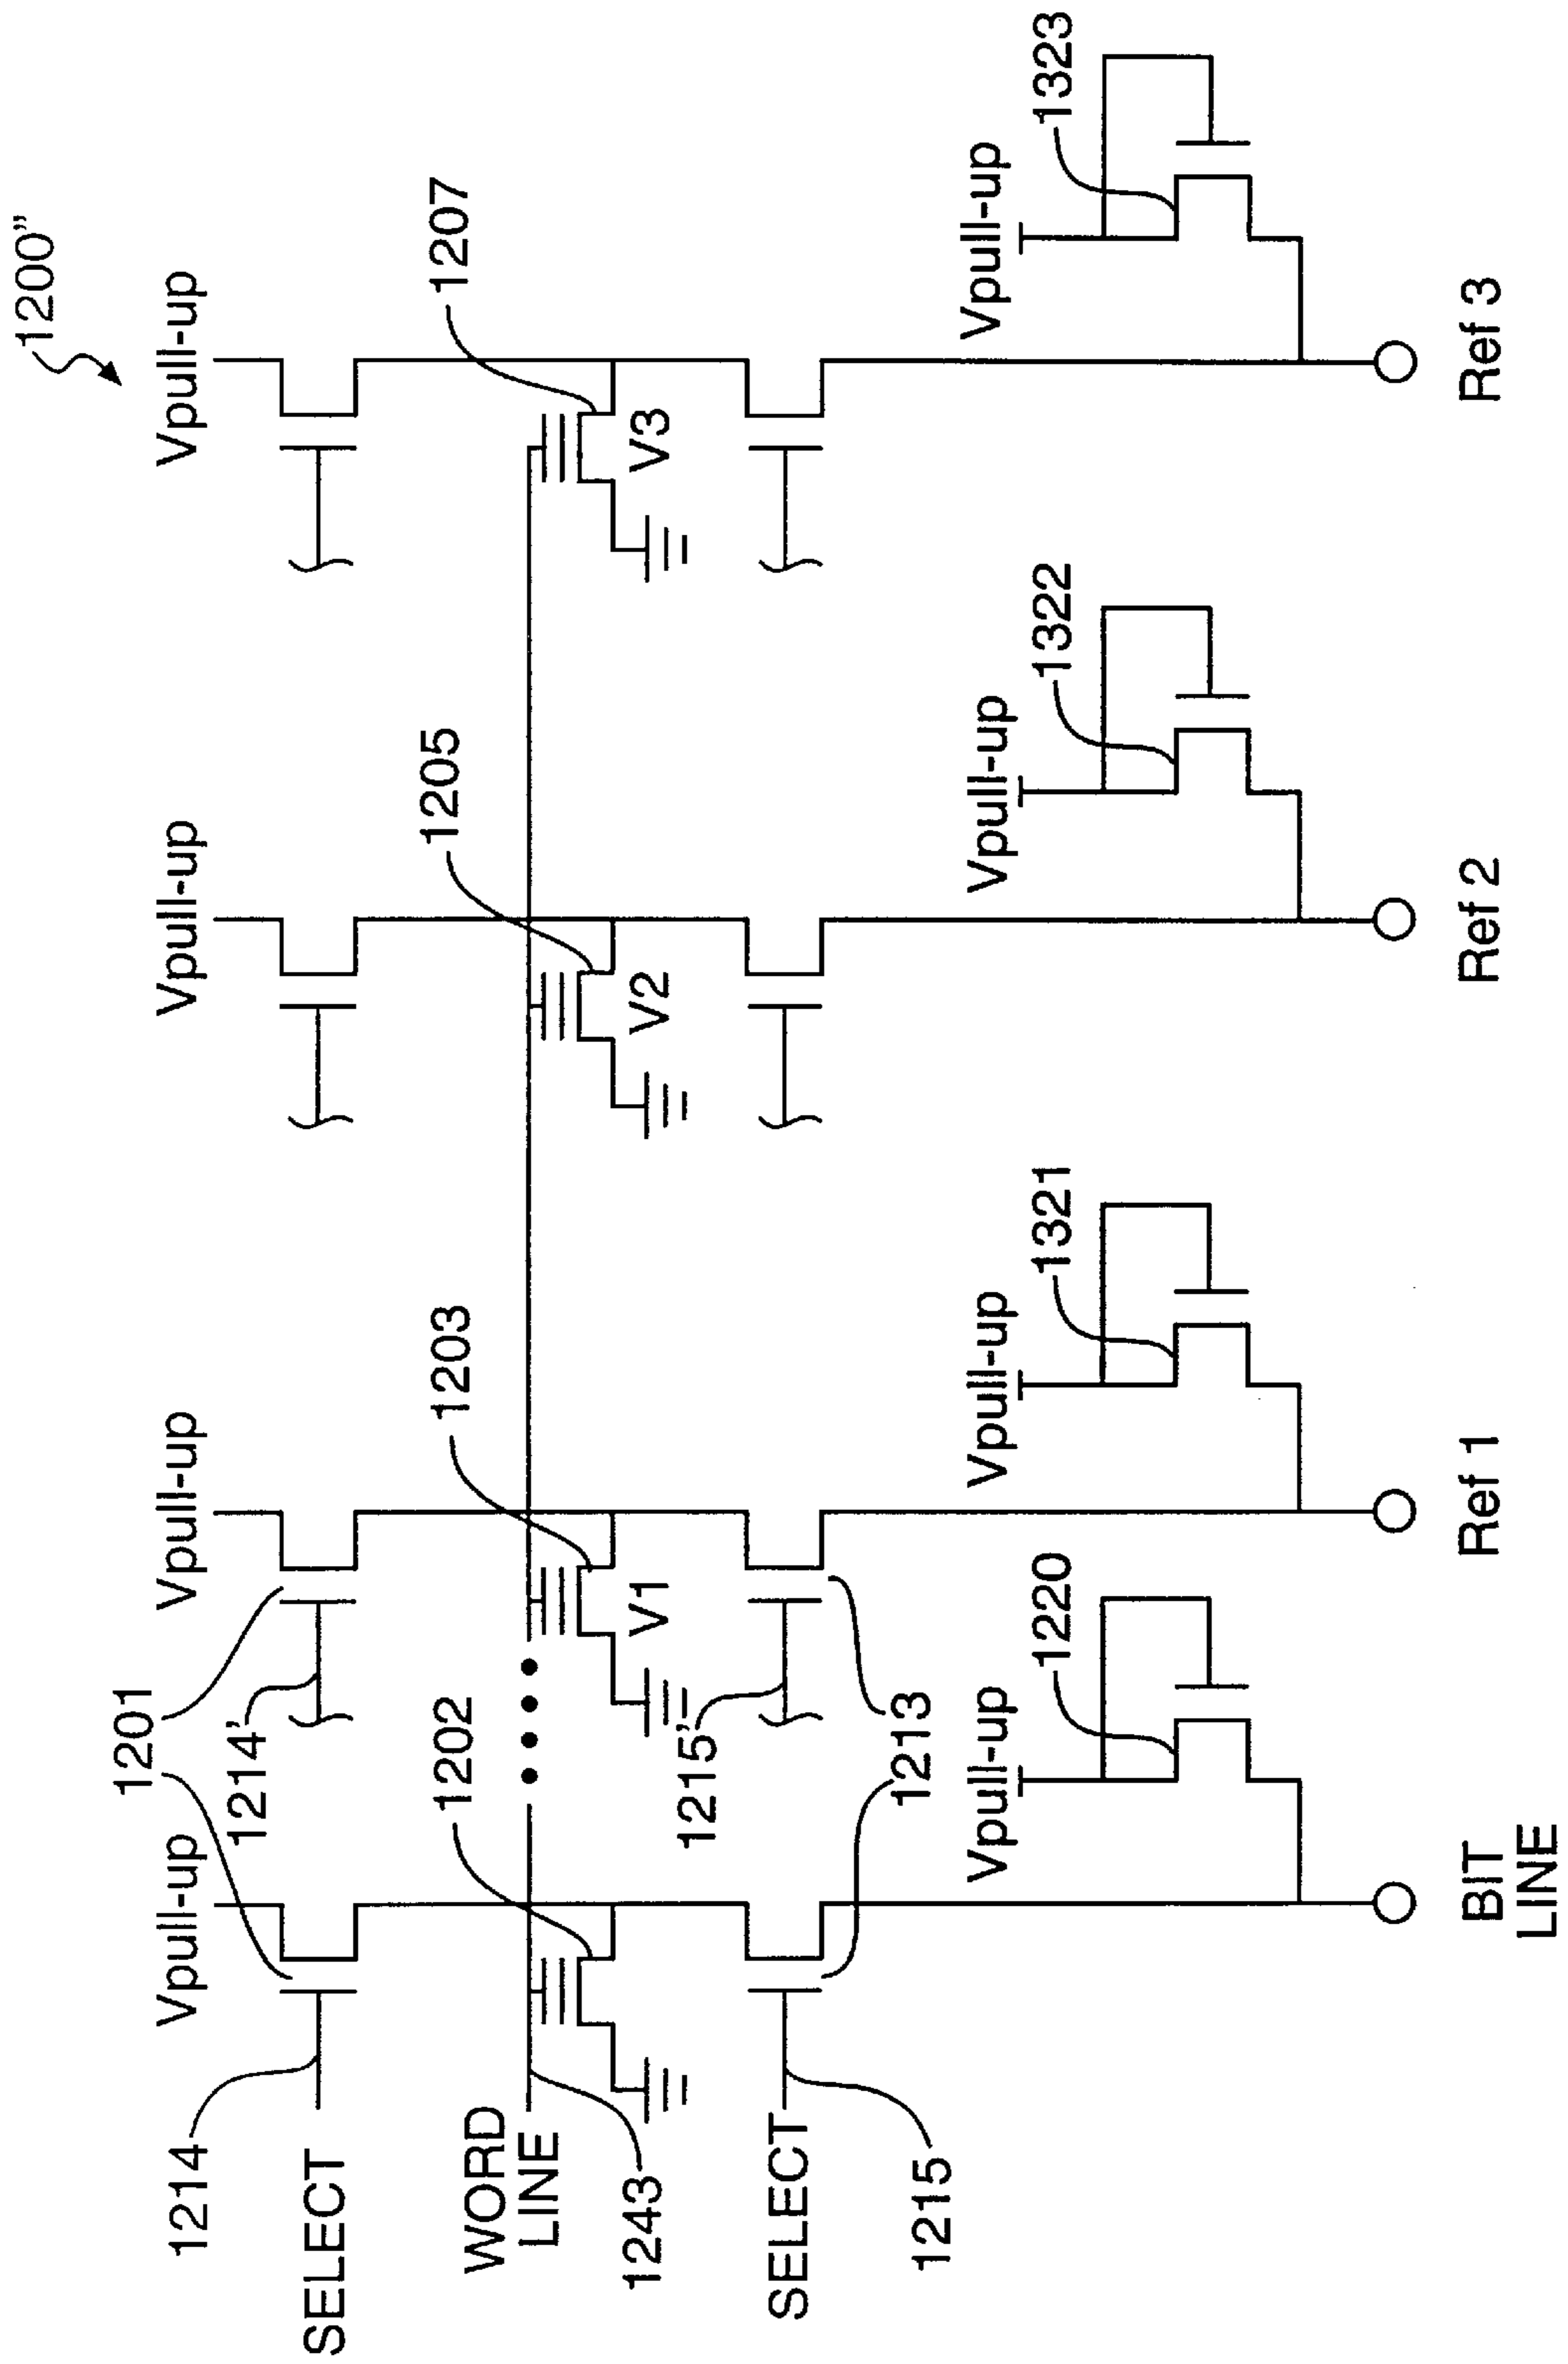 1200"
Vpull-up
Vpull-up
Vpull-up
Vpull-up
1201
1214
1214'
SELECT
1202
1203
1205
1207
WORD
LINE
1243
V1
V2
V3
1215'
SELECT
1215
1213
Vpull-up
1220
Vpull-up
1321
Vpull-up
1322
Vpull-up
1323
BIT
LINE
Ref 1
Ref 2
Ref 3